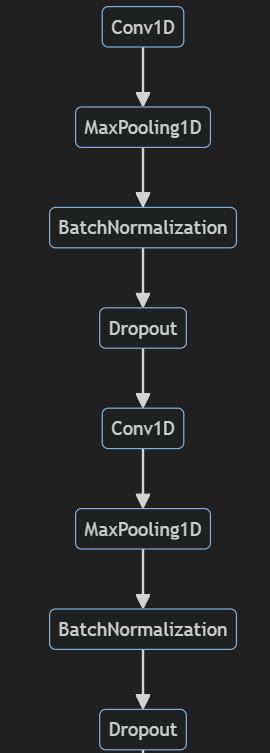 Conv1D
MaxPooling1D
BatchNormalization
Dropout
Conv1D
MaxPooling1D
BatchNormalization
Dropout